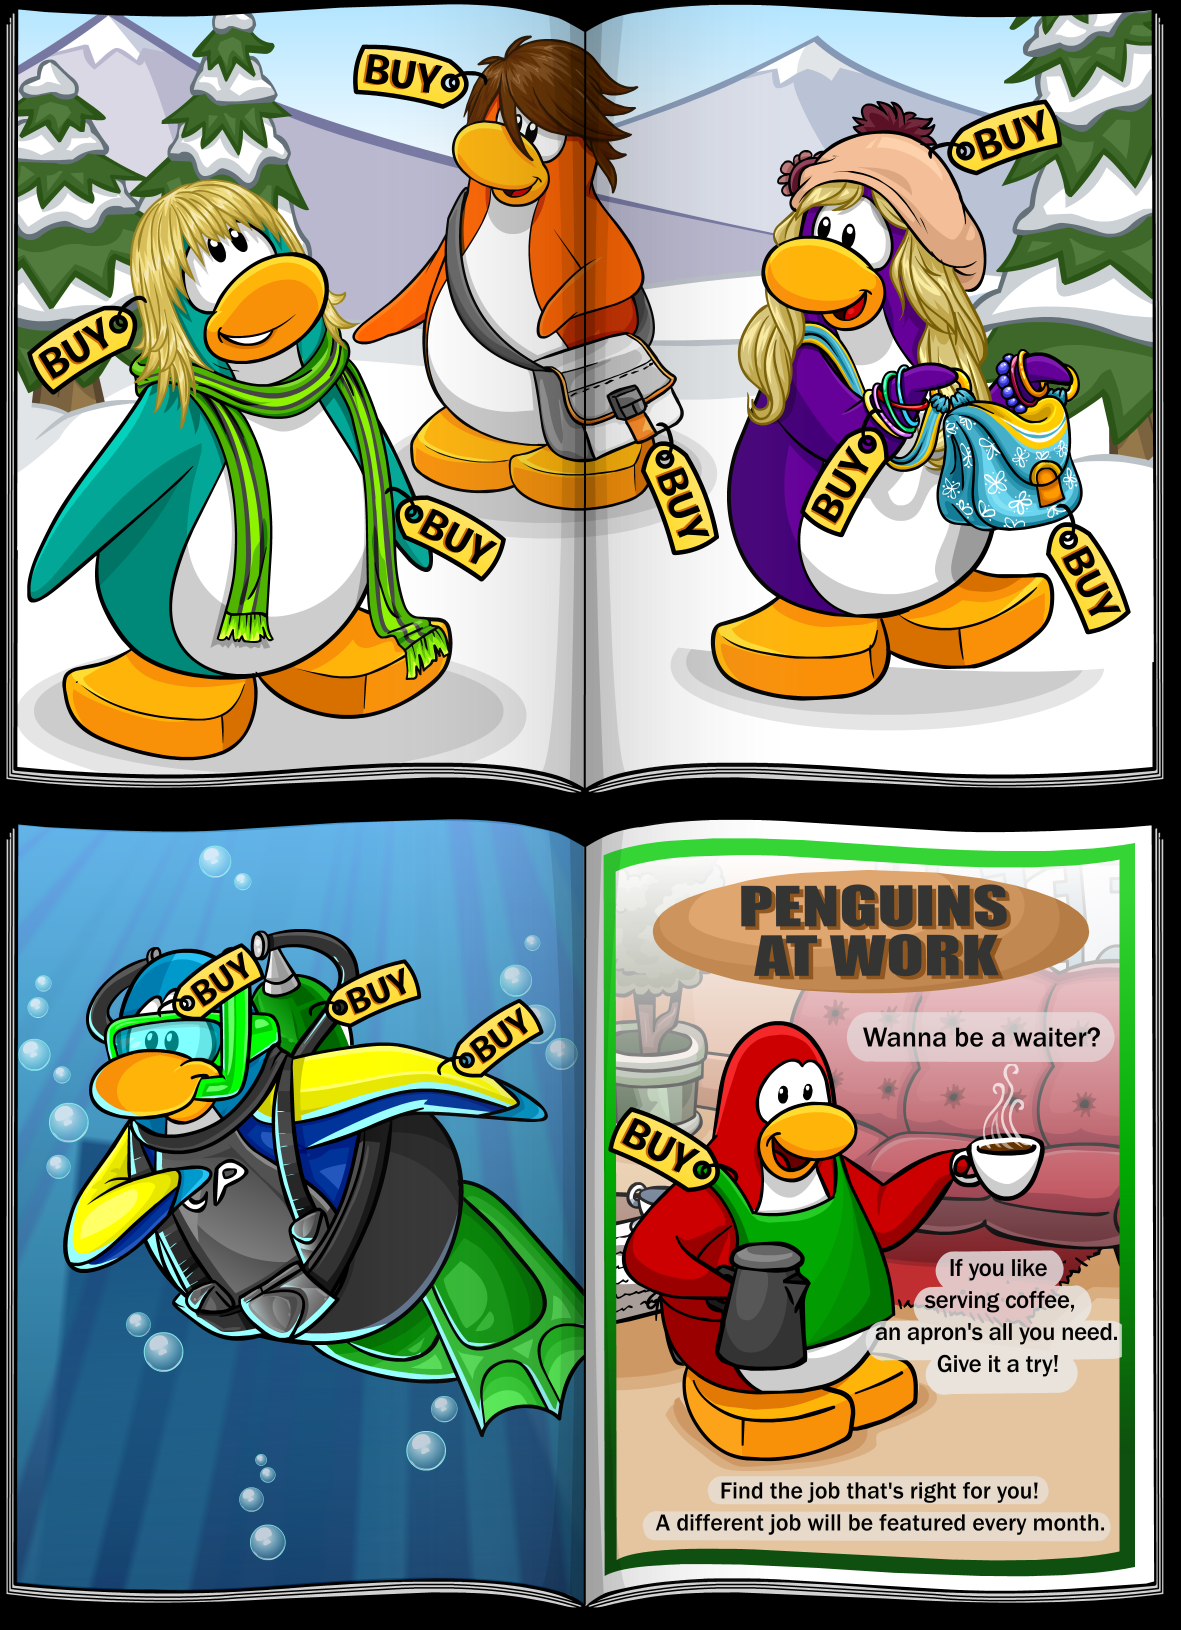 BUY
BUY
BUY
BUY
BUY
BUY
BUY
BUY
BUY
BUY
BUY
PENGUINS
AT WORK
Wanna be a waiter?
BUY
If you like
serving coffee,
an apron's all you need.
Give it a try!
Find the job that's right for you!
A different job will be featured every month.